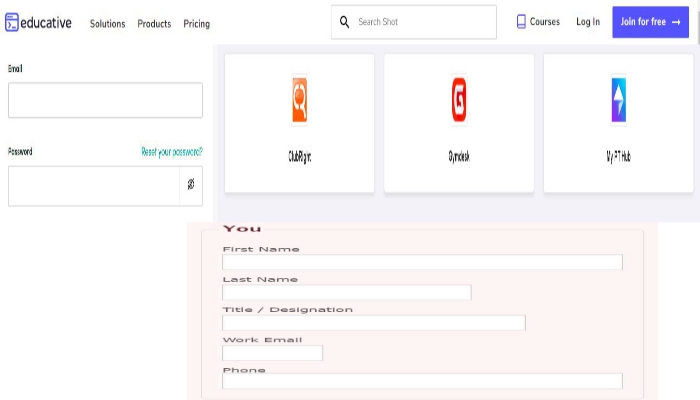 educative Solutions Products Pricing Search Shot Courses Log In Join for free →
Email
Password Reset your password?
ClubRight Gymdesk My PT Hub
You
First Name
Last Name
Title / Designation
Work Email
Phone